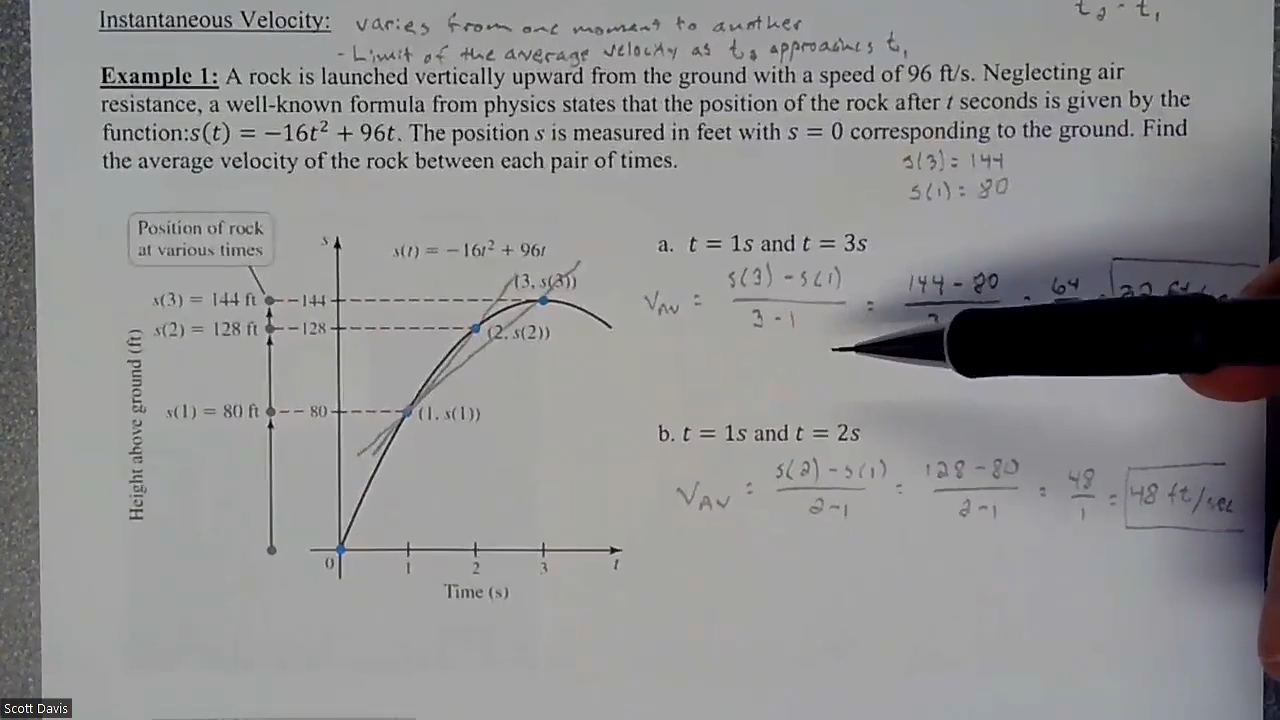 t₂ - t₁
Instantaneous Velocity: varies from one moment to another
- Limit of the average velocity as t₂ approaches t₁
Example 1: A rock is launched vertically upward from the ground with a speed of 96 ft/s. Neglecting air
resistance, a well-known formula from physics states that the position of the rock after t seconds is given by the
function:s(t) = −16t² + 96t. The position s is measured in feet with s = 0 corresponding to the ground. Find
the average velocity of the rock between each pair of times.
s(3) = 144
s(1) = 80
Position of rock
at various times
s
s(t) = −16t² + 96t
(3, s(3))
s(3) = 144 ft
144
s(2) = 128 ft
128
(2, s(2))
s(1) = 80 ft
80
(1, s(1))
Height above ground (ft)
0 1 2 3 t
Time (s)
a. t = 1s and t = 3s
V_AV = s(3) - s(1) / 3 - 1 = 144 - 80 / = 64
b. t = 1s and t = 2s
V_AV = s(2) - s(1) / 2 - 1 = 128 - 80 / 2 - 1 = 48 / 1 = 48 ft/sec
Scott Davis